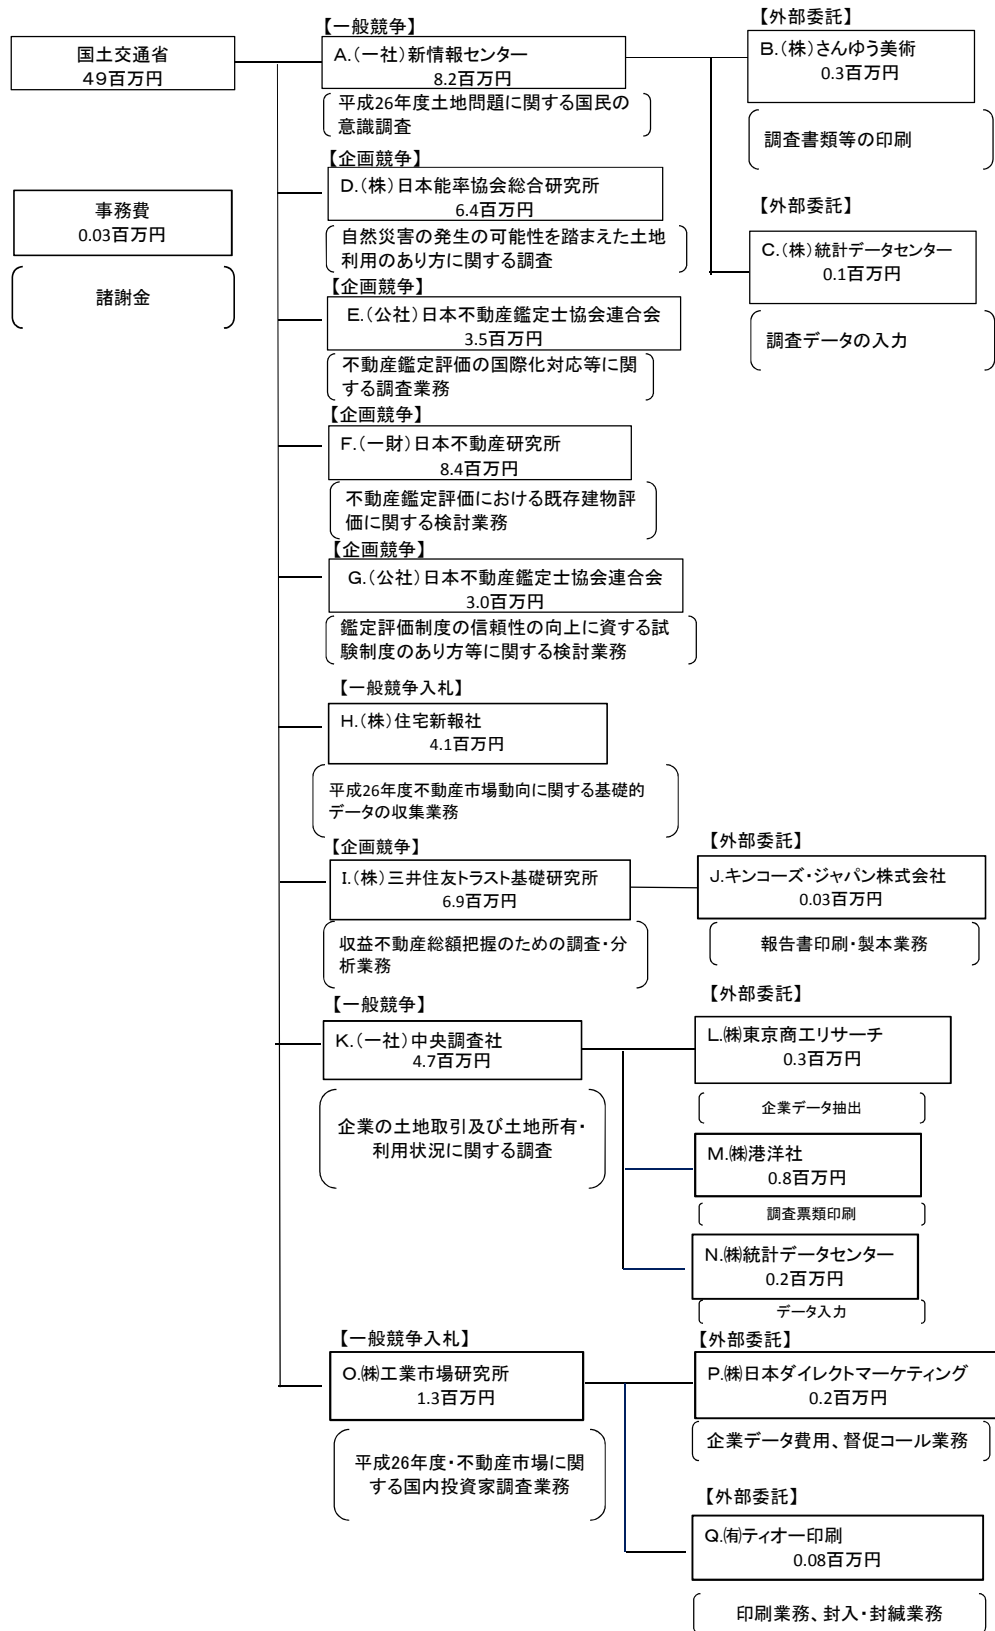 国土交通省
49百万円
事務費
0.03百万円
諸謝金
【一般競争】
A.(一社)新情報センター
8.2百万円
平成26年度土地問題に関する国民の
意識調査
【外部委託】
B.(株)さんゆう美術
0.3百万円
調査書類等の印刷
【外部委託】
C.(株)統計データセンター
0.1百万円
調査データの入力
【企画競争】
D.(株)日本能率協会総合研究所
6.4百万円
自然災害の発生の可能性を踏まえた土地
利用のあり方に関する調査
【企画競争】
E.(公社)日本不動産鑑定士協会連合会
3.5百万円
不動産鑑定評価の国際化対応等に関
する調査業務
【企画競争】
F.(一財)日本不動産研究所
8.4百万円
不動産鑑定評価における既存建物評
価に関する検討業務
【企画競争】
G.(公社)日本不動産鑑定士協会連合会
3.0百万円
鑑定評価制度の信頼性の向上に資する試
験制度のあり方等に関する検討業務
【一般競争入札】
H.(株)住宅新報社
4.1百万円
平成26年度不動産市場動向に関する基礎的
データの収集業務
【企画競争】
I.(株)三井住友トラスト基礎研究所
6.9百万円
収益不動産総額把握のための調査・分
析業務
【外部委託】
J.キンコーズ・ジャパン株式会社
0.03百万円
報告書印刷・製本業務
【一般競争】
K.(一社)中央調査社
4.7百万円
企業の土地取引及び土地所有・
利用状況に関する調査
【外部委託】
L.㈱東京商工リサーチ
0.3百万円
企業データ抽出
M.㈱港洋社
0.8百万円
調査票類印刷
N.㈱統計データセンター
0.2百万円
データ入力
【一般競争入札】
O.㈱工業市場研究所
1.3百万円
平成26年度・不動産市場に関
する国内投資家調査業務
【外部委託】
P.㈱日本ダイレクトマーケティング
0.2百万円
企業データ費用、督促コール業務
【外部委託】
Q.㈲ティオー印刷
0.08百万円
印刷業務、封入・封緘業務